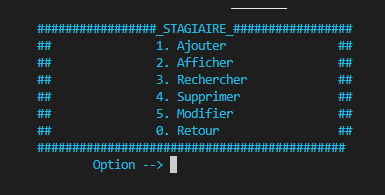 #################_STAGIAIRE_#################
## 1. Ajouter ##
## 2. Afficher ##
## 3. Rechercher ##
## 4. Supprimer ##
## 5. Modifier ##
## 0. Retour ##
############################################
Option -->